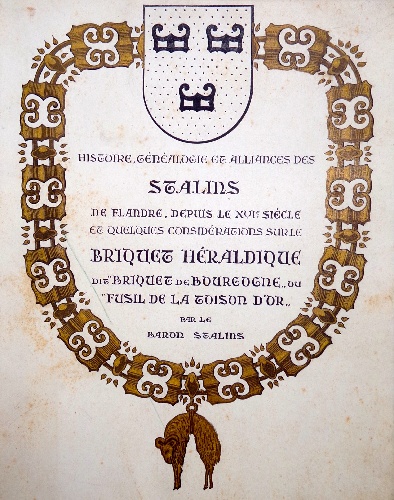 HISTOIRE, GÉNÉALOGIE, ET ALLIANCES DES
STALINS
DE FLANDRE, DEPUIS LE XVIE SIÈCLE
ET QUELQUES CONSIDÉRATIONS SUR LE
BRIQUET HÉRALDIQUE
DIT "BRIQUET DE BOURGOGNE" OU
"FUSIL DE LA TOISON D'OR"
PAR LE
BARON STALINS